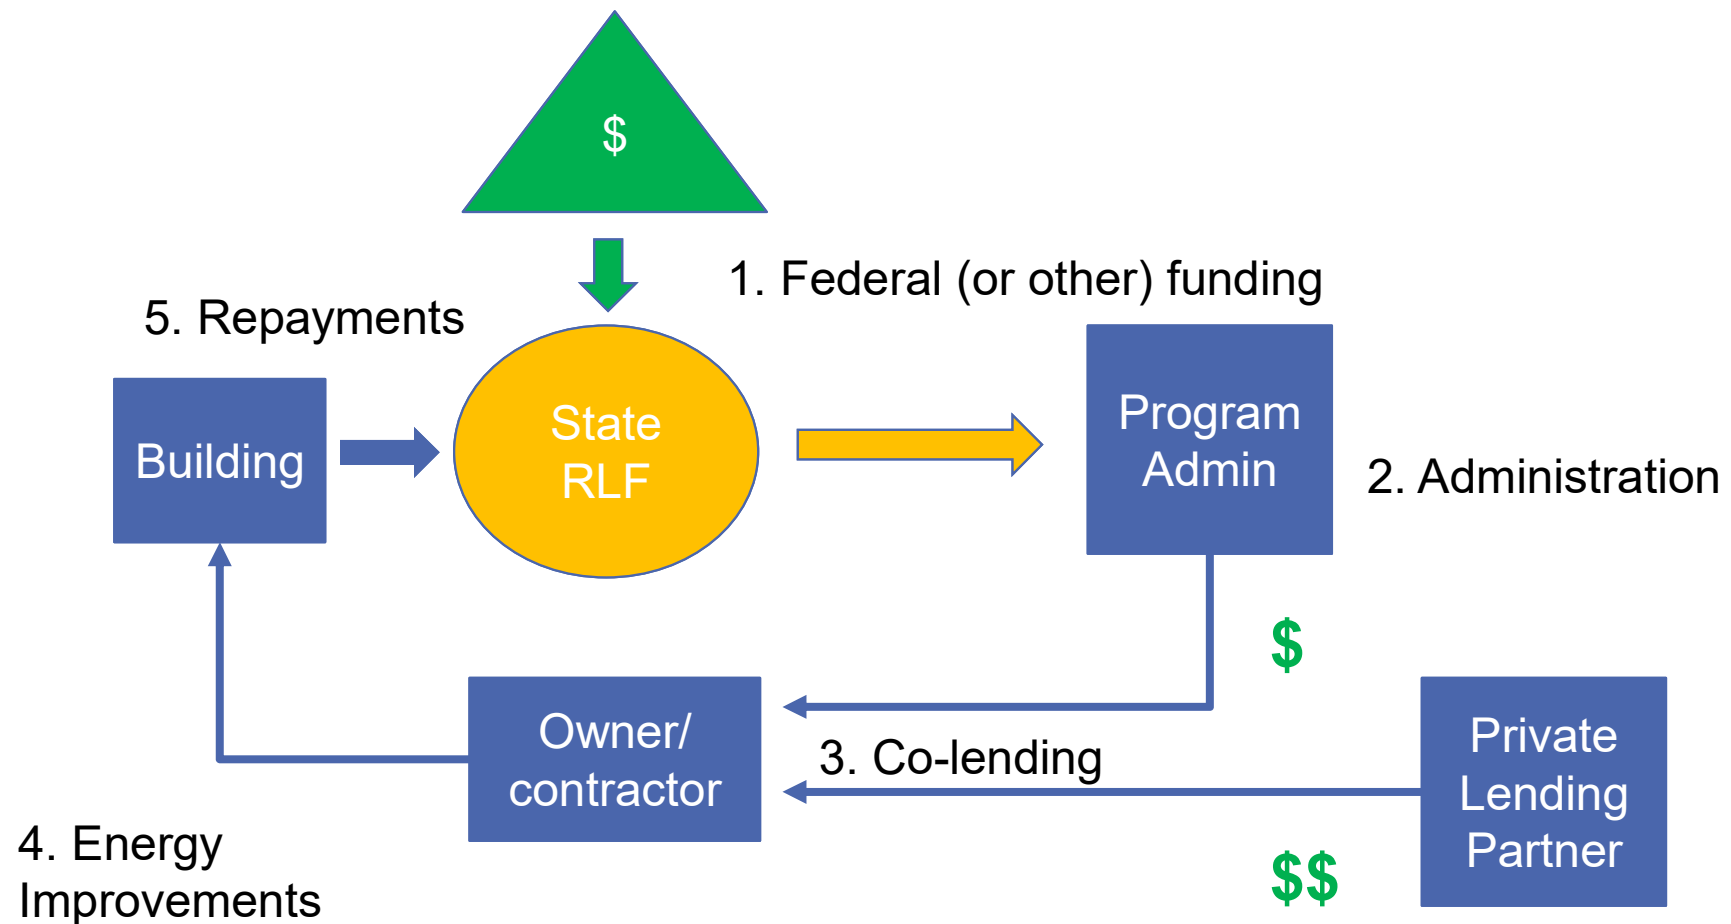 $
1. Federal (or other) funding
5. Repayments
Building
State
RLF
Program
Admin
2. Administration
$
Owner/
contractor
3. Co-lending
Private
Lending
Partner
4. Energy
Improvements
$$